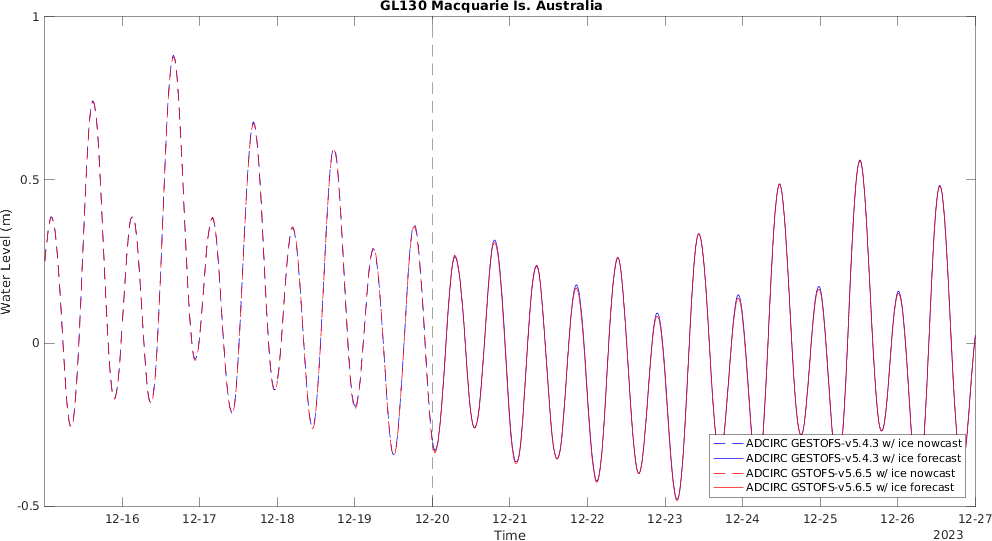 GL130 Macquarie Is. Australia
1
0.5
0
-0.5
Water Level (m)
12-16 12-17 12-18 12-19 12-20 12-21 12-22 12-23 12-24 12-25 12-26 12-27
Time
2023
ADCIRC GESTOFS-v5.4.3 w/ ice nowcast
ADCIRC GESTOFS-v5.4.3 w/ ice forecast
ADCIRC GSTOFS-v5.6.5 w/ ice nowcast
ADCIRC GSTOFS-v5.6.5 w/ ice forecast